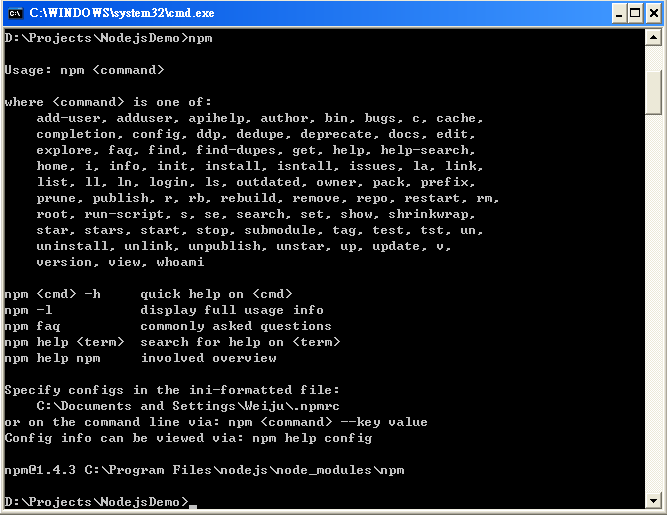 C:\WINDOWS\system32\cmd.exe
D:\Projects\NodejsDemo>npm
Usage: npm <command>
where <command> is one of:
add-user, adduser, apihelp, author, bin, bugs, c, cache,
completion, config, ddp, dedupe, deprecate, docs, edit,
explore, faq, find, find-dupes, get, help, help-search,
home, i, info, init, install, isntall, issues, la, link,
list, ll, ln, login, ls, outdated, owner, pack, prefix,
prune, publish, r, rb, rebuild, remove, repo, restart, rm,
root, run-script, s, se, search, set, show, shrinkwrap,
star, stars, start, stop, submodule, tag, test, tst, un,
uninstall, unlink, unpublish, unstar, up, update, v,
version, view, whoami
npm <cmd> -h     quick help on <cmd>
npm -l           display full usage info
npm faq          commonly asked questions
npm help <term>  search for help on <term>
npm help npm     involved overview
Specify configs in the ini-formatted file:
C:\Documents and Settings\Weiju\.npmrc
or on the command line via: npm <command> --key value
Config info can be viewed via: npm help config
npm@1.4.3 C:\Program Files\nodejs\node_modules\npm
D:\Projects\NodejsDemo>_